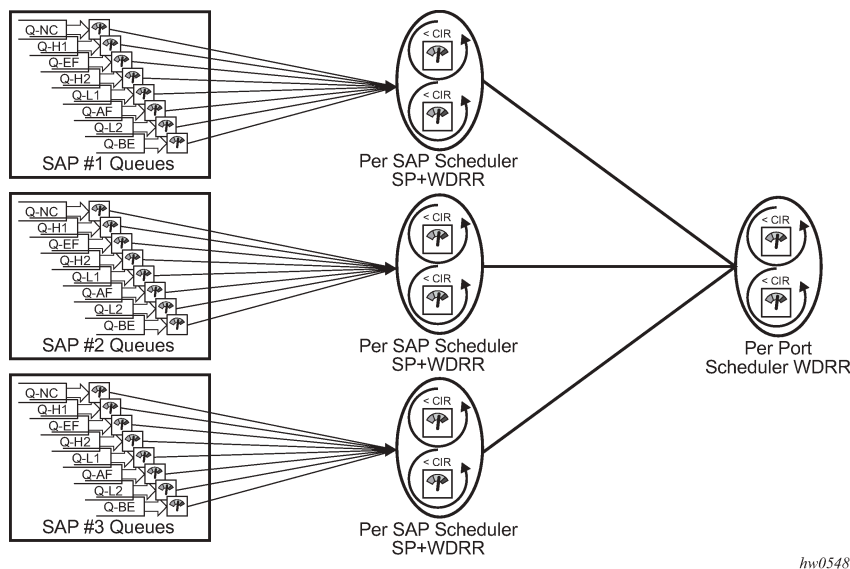 Q-NC
Q-H1
Q-EF
Q-H2
Q-L1
Q-AF
Q-L2
Q-BE
SAP #1 Queues
< CIR
< CIR
Per SAP Scheduler
SP+WDRR
Q-NC
Q-H1
Q-EF
Q-H2
Q-L1
Q-AF
Q-L2
Q-BE
SAP #2 Queues
< CIR
< CIR
Per SAP Scheduler
SP+WDRR
< CIR
< CIR
Per Port
Scheduler WDRR
Q-NC
Q-H1
Q-EF
Q-H2
Q-L1
Q-AF
Q-L2
Q-BE
SAP #3 Queues
< CIR
< CIR
Per SAP Scheduler
SP+WDRR
hw0548